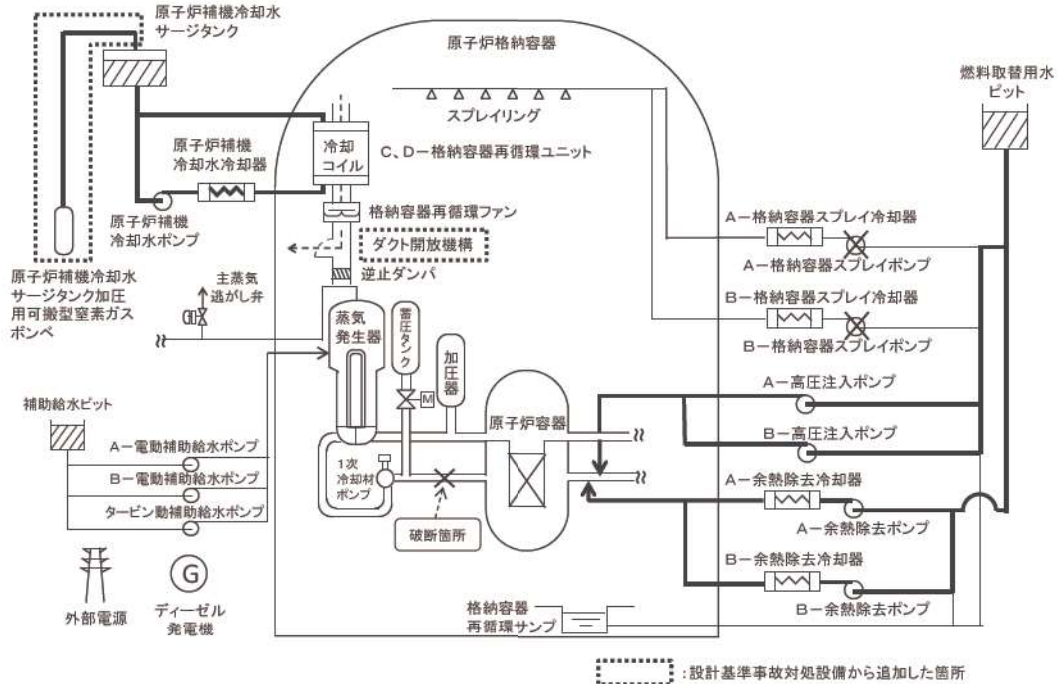 原子炉補機冷却水
サージタンク
原子炉格納容器
燃料取替用水
ピット
スプレイリング
冷却
コイル
C、D－格納容器再循環ユニット
原子炉補機
冷却水冷却器
原子炉補機
冷却水ポンプ
格納容器再循環ファン
ダクト開放機構
逆止ダンパ
A－格納容器スプレイ冷却器
A－格納容器スプレイポンプ
B－格納容器スプレイ冷却器
B－格納容器スプレイポンプ
原子炉補機冷却水
サージタンク加圧
用可搬型窒素ガス
ボンベ
主蒸気
逃がし弁
蒸気
発生器
蓄圧タンク
M
加圧器
原子炉容器
A－高圧注入ポンプ
B－高圧注入ポンプ
補助給水ピット
A－電動補助給水ポンプ
B－電動補助給水ポンプ
タービン動補助給水ポンプ
1次
冷却材
ポンプ
破断箇所
A－余熱除去冷却器
A－余熱除去ポンプ
B－余熱除去冷却器
B－余熱除去ポンプ
外部電源
G
ディーゼル
発電機
格納容器
再循環サンプ
：設計基準事故対処設備から追加した箇所